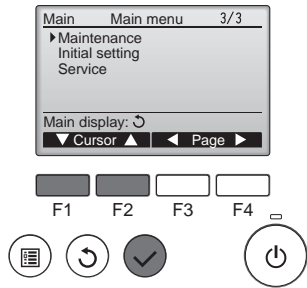 Main Main menu 3/3
Maintenance
Initial setting
Service
Main display:
Cursor Page
F1 F2 F3 F4